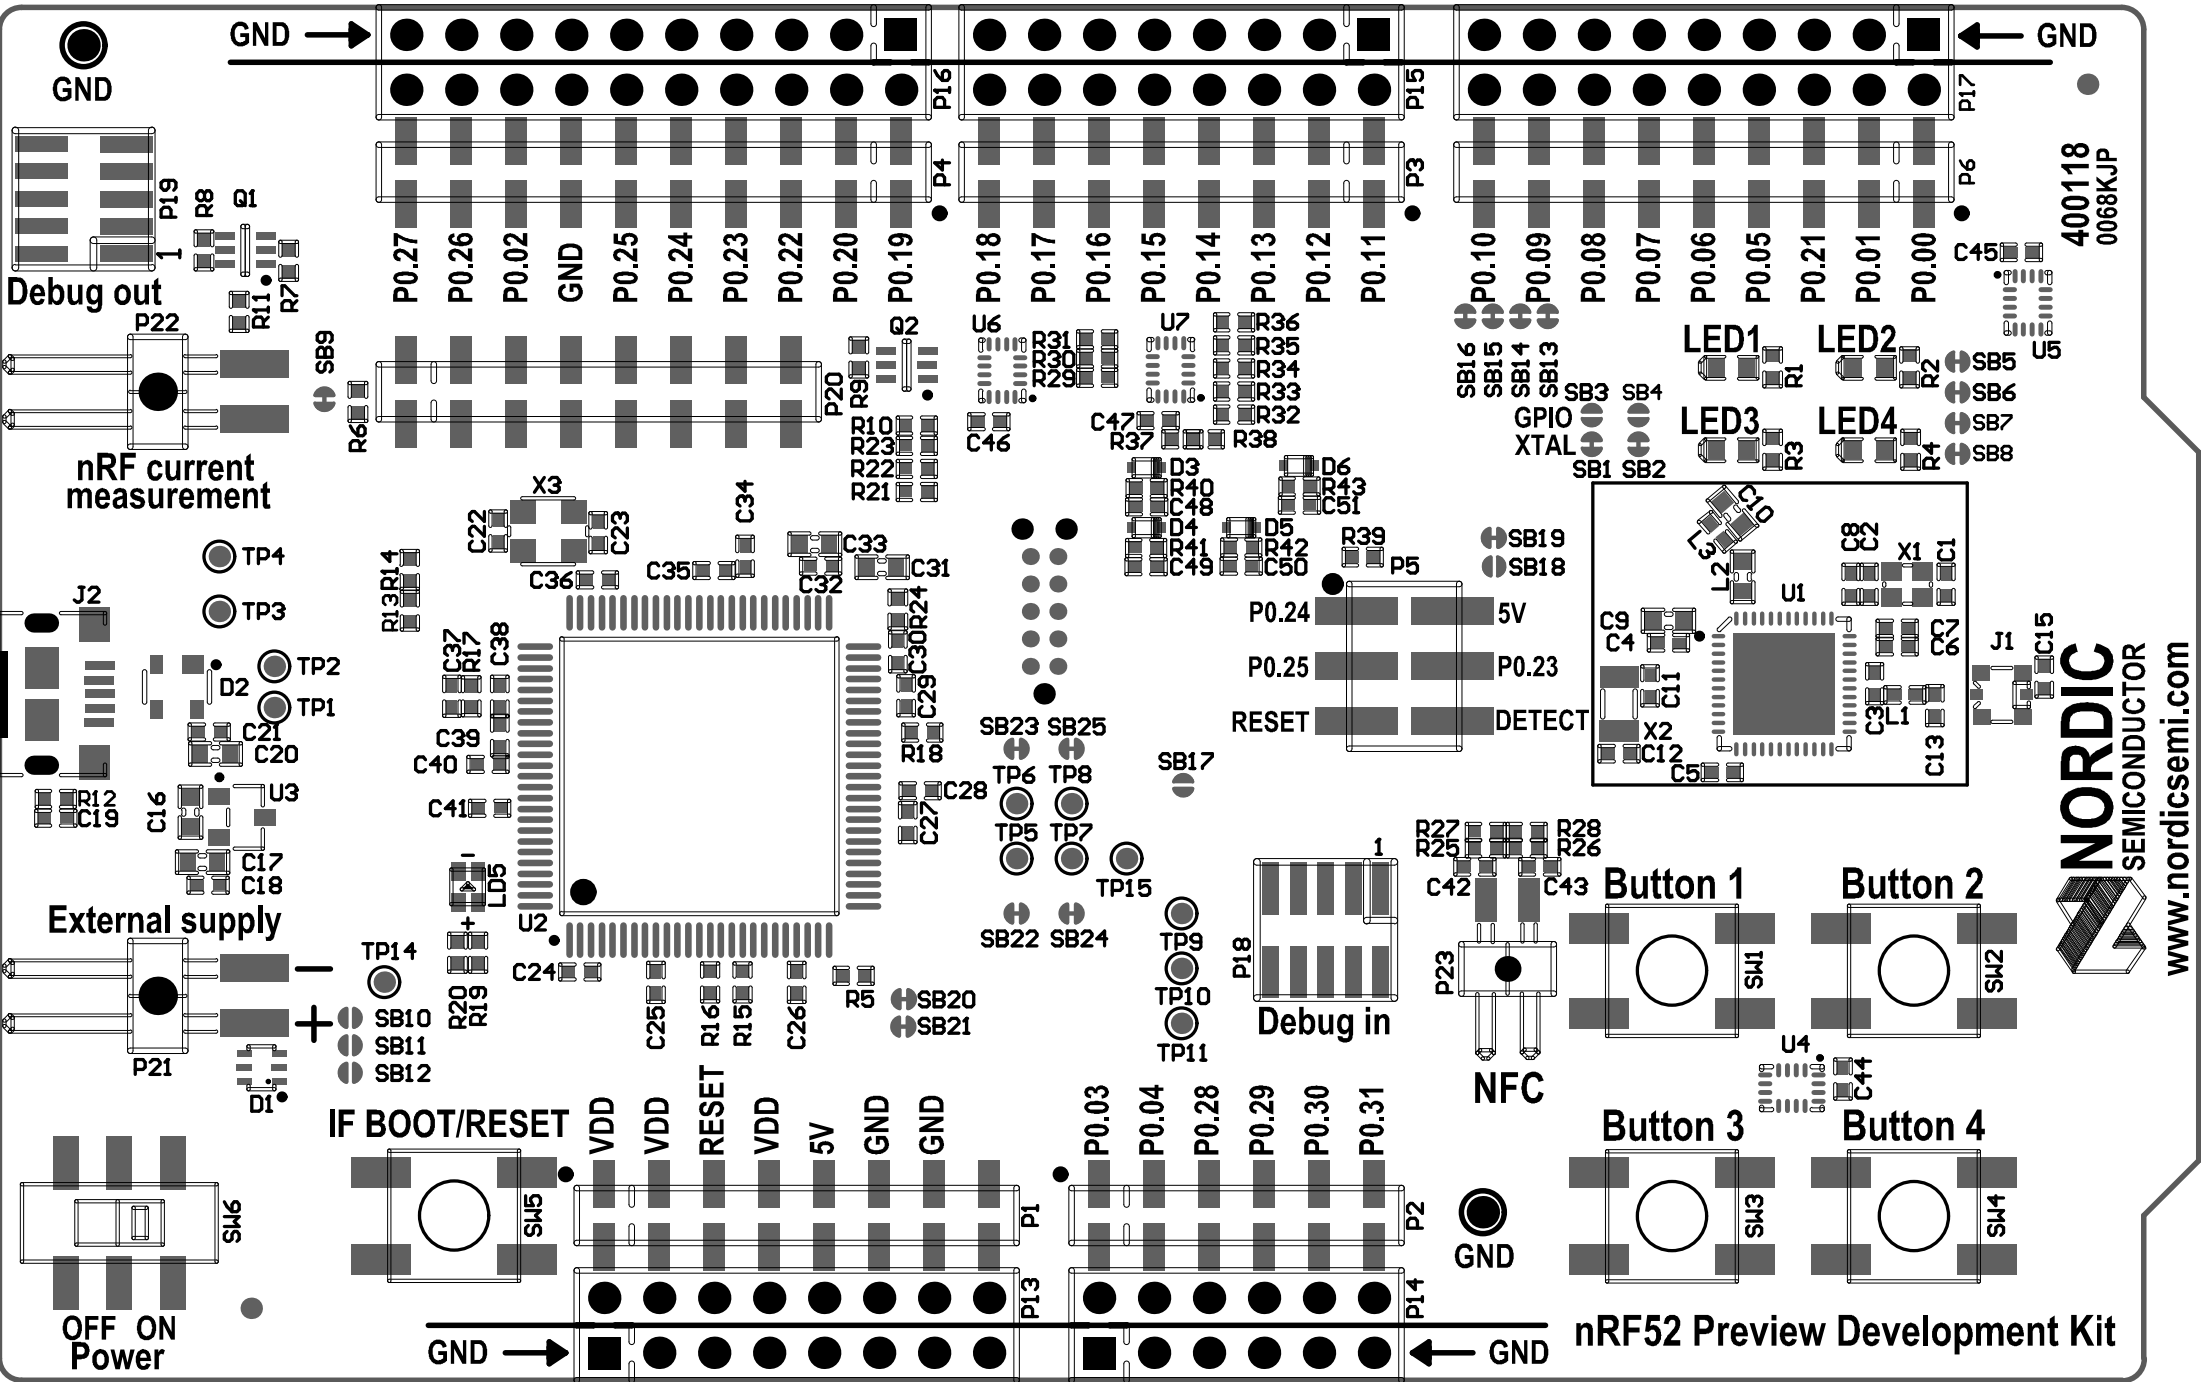 GND
GND
GND
P16
P15
P17
P4
P3
P6
400118
0068KJP
P19
1
Debug out
R8
Q1
R7
R11
P0.27
P0.26
P0.02
GND
P0.25
P0.24
P0.23
P0.22
P0.20
P0.19
P0.18
P0.17
P0.16
P0.15
P0.14
P0.13
P0.12
P0.11
P0.10
P0.09
P0.08
P0.07
P0.06
P0.05
P0.21
P0.01
P0.00
C45
U5
P22
SB9
R6
nRF current
measurement
P20
Q2
R9
R10
R23
R22
R21
U6
C46
R31
R30
R29
U7
C47
R37
R38
R36
R35
R34
R33
R32
SB16
SB15
SB14
SB13
SB3
SB4
GPIO
XTAL
SB1
SB2
LED1
R1
LED2
R2
LED3
R3
LED4
R4
SB5
SB6
SB7
SB8
D3
R40
C48
D4
R41
C49
D6
R43
C51
D5
R42
C50
R39
SB19
SB18
TP4
TP3
TP2
TP1
J2
D2
C21
C20
R12
C19
C16
U3
C17
C18
R14
R13
X3
C22
C23
C36
C35
C34
C33
C32
C31
R24
C30
C29
R18
C28
C27
C37
R17
C38
C39
C40
C41
LD5
-
+
U2
R20
R19
C24
C25
R16
R15
C26
R5
SB20
SB21
SB23
SB25
TP6
TP8
TP5
TP7
TP15
SB22
SB24
SB17
TP9
TP10
TP11
P5
P0.24
5V
P0.25
P0.23
RESET
DETECT
C10
L3
L2
C8
C2
X1
C1
U1
C9
C4
C7
C6
C11
X2
C12
C5
C3
L1
C13
J1
C15
NORDIC
SEMICONDUCTOR
www.nordicsemi.com
1
P18
Debug in
R27
R28
R25
R26
C42
C43
P23
NFC
Button 1
SW1
Button 2
SW2
U4
C44
Button 3
SW3
Button 4
SW4
External supply
−
+
P21
D1
TP14
SB10
SB11
SB12
IF BOOT/RESET
SW5
SW6
OFF ON
Power
VDD
VDD
RESET
VDD
5V
GND
GND
P1
P13
P0.03
P0.04
P0.28
P0.29
P0.30
P0.31
P2
P14
GND
GND
GND
nRF52 Preview Development Kit